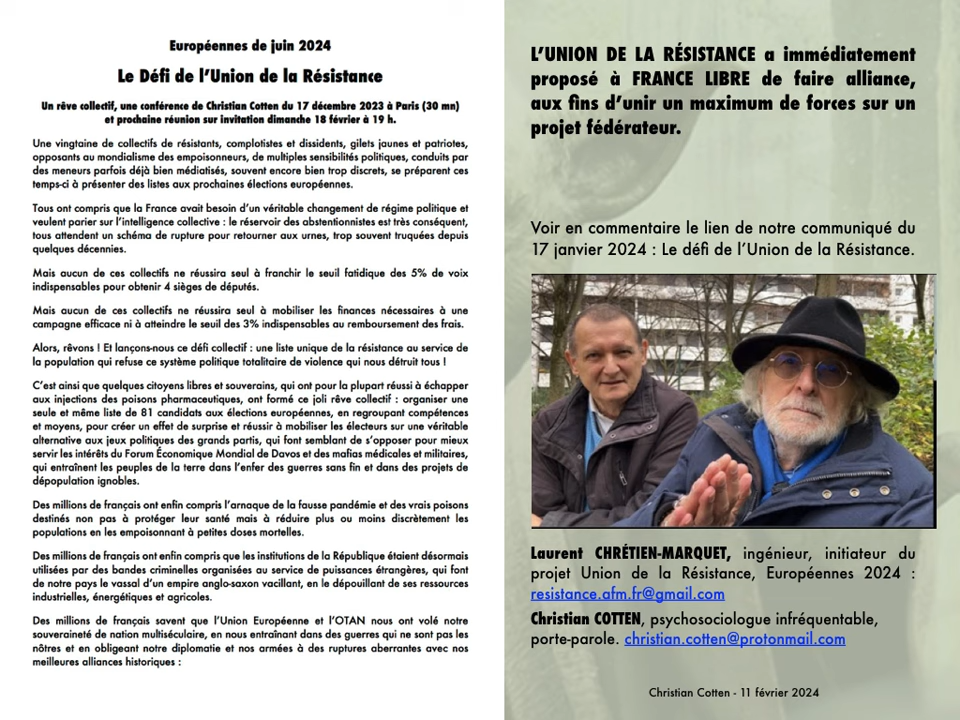 Européennes de juin 2024
Le Défi de l'Union de la Résistance
Un rêve collectif, une conférence de Christian Cotten du 17 décembre 2023 à Paris (30 mn)
et prochaine réunion sur invitation dimanche 18 février à 19 h.
Une vingtaine de collectifs de résistants, complotistes et dissidents, gilets jaunes et patriotes,
opposants au mondialisme des empoisonneurs, de multiples sensibilités politiques, conduits par
des meneurs parfois déjà bien médiatisés, souvent encore bien trop discrets, se préparent ces
temps-ci à présenter des listes aux prochaines élections européennes.
Tous ont compris que la France avait besoin d'un véritable changement de régime politique et
veulent parier sur l'intelligence collective : le réservoir des abstentionnistes est très conséquent,
tous attendent un schéma de rupture pour retourner aux urnes, trop souvent truquées depuis
quelques décennies.
Mais aucun de ces collectifs ne réussira seul à franchir le seuil fatidique des 5% de voix
indispensables pour obtenir 4 sièges de députés.
Mais aucun de ces collectifs ne réussira seul à mobiliser les finances nécessaires à une
campagne efficace ni à atteindre le seuil des 3% indispensables au remboursement des frais.
Alors, rêvons ! Et lançons-nous ce défi collectif : une liste unique de la résistance au service de
la population qui refuse ce système politique totalitaire de violence qui nous détruit tous !
C'est ainsi que quelques citoyens libres et souverains, qui ont pour la plupart réussi à échapper
aux injections des poisons pharmaceutiques, ont formé ce joli rêve collectif : organiser une
seule et même liste de 81 candidats aux élections européennes, en regroupant compétences
et moyens, pour créer un effet de surprise et réussir à mobiliser les électeurs sur une véritable
alternative aux jeux politiques des grands partis, qui font semblant de s'opposer pour mieux
servir les intérêts du Forum Économique Mondial de Davos et des mafias médicales et militaires,
qui entraînent les peuples de la terre dans l'enfer des guerres sans fin et dans des projets de
dépopulation ignobles.
Des millions de français ont enfin compris l'arnaque de la fausse pandémie et des vrais poisons
destinés non pas à protéger leur santé mais à réduire plus ou moins discrètement les
populations en les empoisonnant à petites doses mortelles.
Des millions de français ont enfin compris que les institutions de la République étaient désormais
utilisées par des bandes criminelles organisées au service de puissances étrangères, qui font
de notre pays le vassal d'un empire anglo-saxon vacillant, en le dépouillant de ses ressources
industrielles, énergétiques et agricoles.
Des millions de français savent que l'Union Européenne et l'OTAN nous ont volé notre
souveraineté de nation multiséculaire, en nous entraînant dans des guerres qui ne sont pas les
nôtres et en obligeant notre diplomatie et nos armées à des ruptures aberrantes avec nos
meilleures alliances historiques :
L'UNION DE LA RÉSISTANCE a immédiatement
proposé à FRANCE LIBRE de faire alliance,
aux fins d'unir un maximum de forces sur un
projet fédérateur.
Voir en commentaire le lien de notre communiqué du
17 janvier 2024 : Le défi de l'Union de la Résistance.
Laurent CHRÉTIEN-MARQUET, ingénieur, initiateur du
projet Union de la Résistance, Européennes 2024 :
resistance.afm.fr@gmail.com
Christian COTTEN, psychosociologue infréquentable,
porte-parole. christian.cotten@protonmail.com
Christian Cotten - 11 février 2024